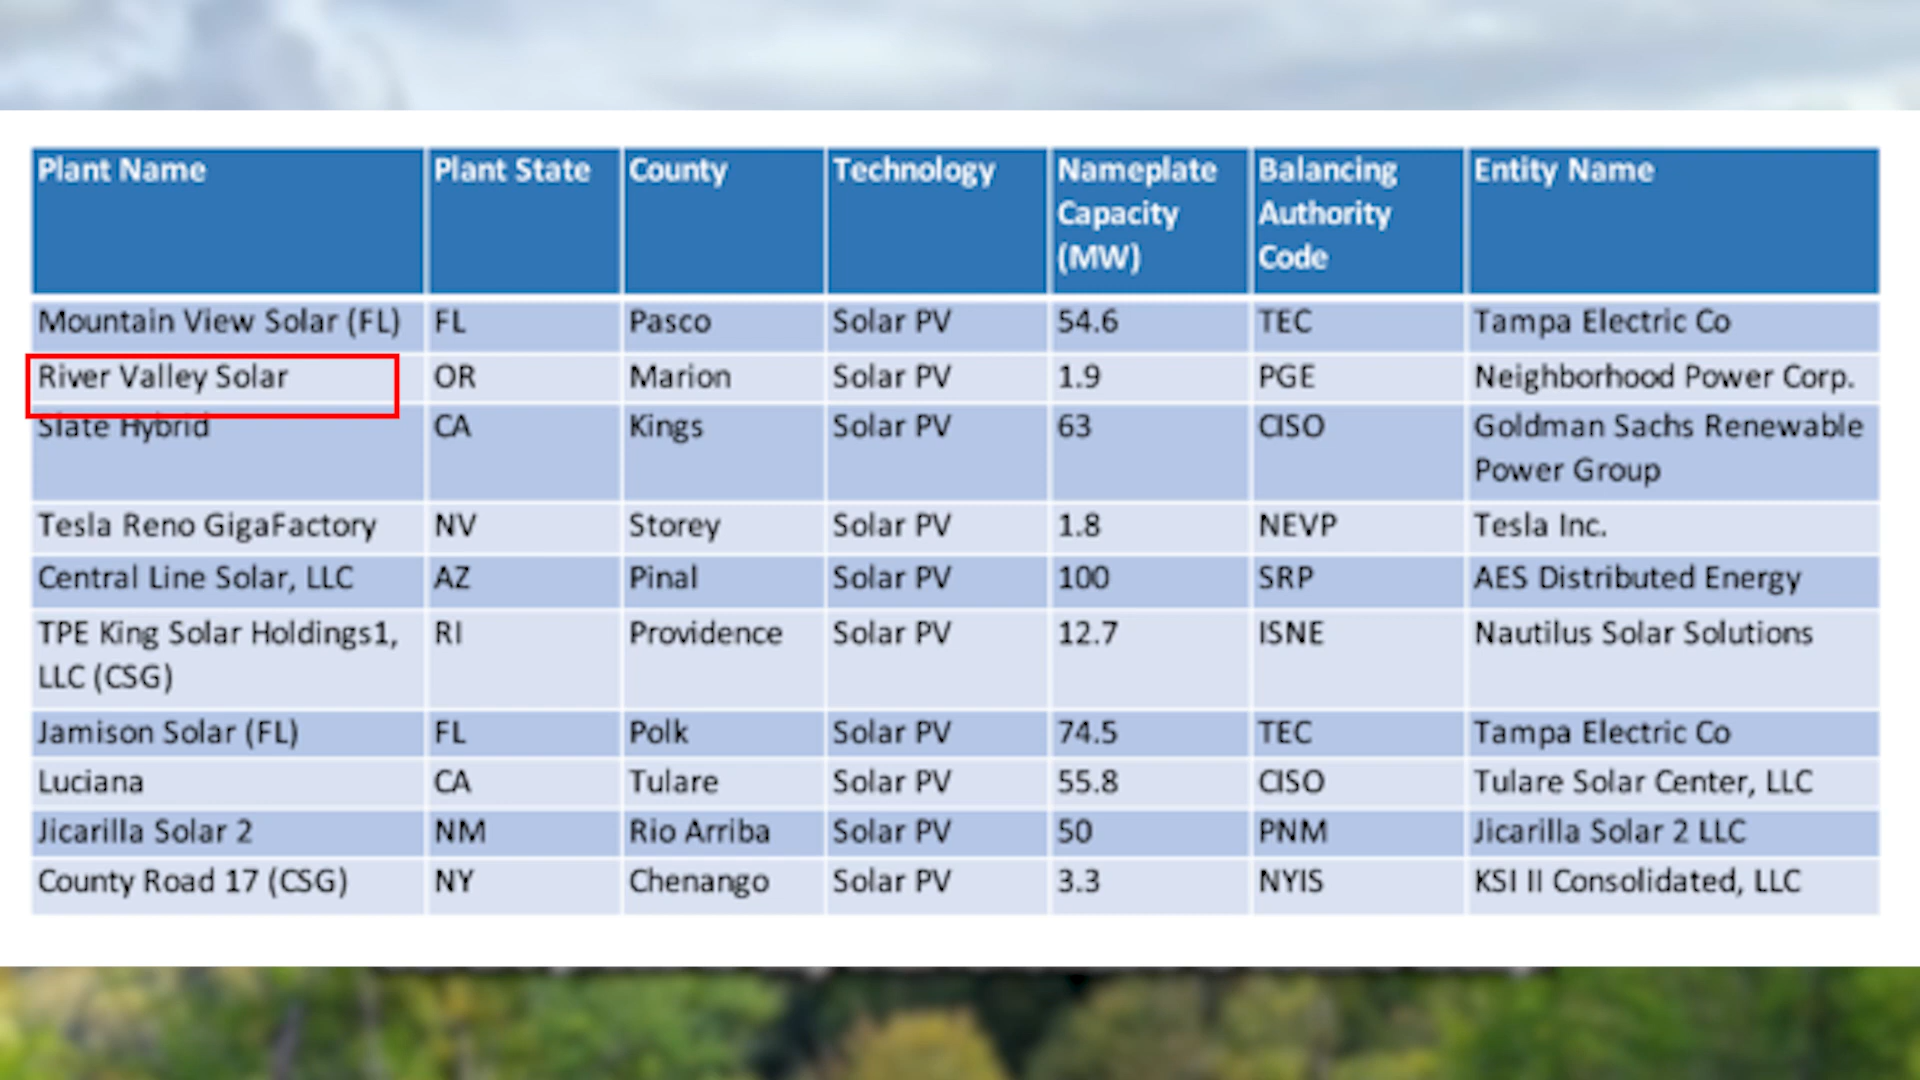 Plant Name Plant State County Technology Nameplate Capacity (MW) Balancing Authority Code Entity Name
Mountain View Solar (FL) FL Pasco Solar PV 54.6 TEC Tampa Electric Co
River Valley Solar OR Marion Solar PV 1.9 PGE Neighborhood Power Corp.
Slate Hybrid CA Kings Solar PV 63 CISO Goldman Sachs Renewable Power Group
Tesla Reno GigaFactory NV Storey Solar PV 1.8 NEVP Tesla Inc.
Central Line Solar, LLC AZ Pinal Solar PV 100 SRP AES Distributed Energy
TPE King Solar Holdings1, LLC (CSG) RI Providence Solar PV 12.7 ISNE Nautilus Solar Solutions
Jamison Solar (FL) FL Polk Solar PV 74.5 TEC Tampa Electric Co
Luciana CA Tulare Solar PV 55.8 CISO Tulare Solar Center, LLC
Jicarilla Solar 2 NM Rio Arriba Solar PV 50 PNM Jicarilla Solar 2 LLC
County Road 17 (CSG) NY Chenango Solar PV 3.3 NYIS KSI II Consolidated, LLC